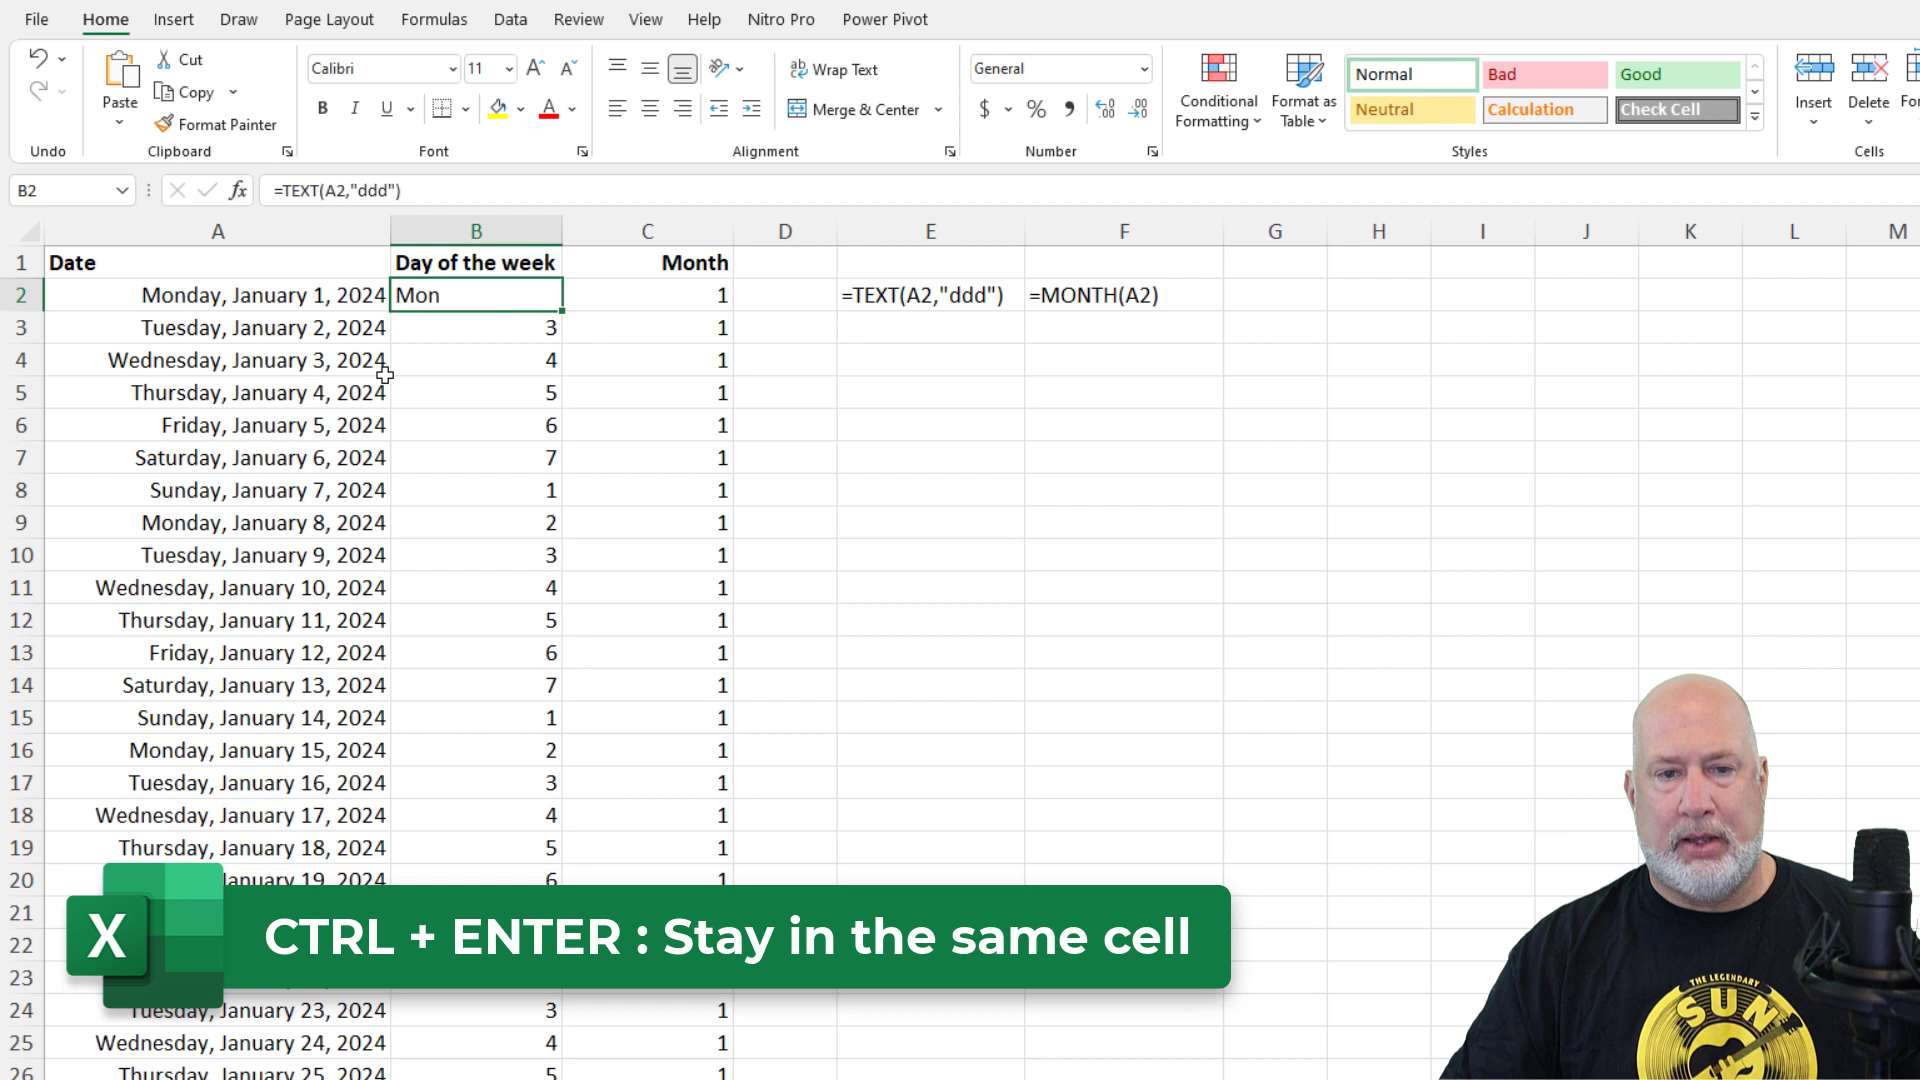 File Home Insert Draw Page Layout Formulas Data Review View Help Nitro Pro Power Pivot
Cut
Copy
Format Painter
Paste
Undo
Clipboard
Calibri 11
B I U A
Font
Wrap Text
Merge & Center
Alignment
General
$ %
Number
Conditional Formatting
Format as Table
Normal Bad Good
Neutral Calculation Check Cell
Styles
Insert Delete
Cells
B2 fx =TEXT(A2,"ddd")
A B C D E F G H I J K L M
1 Date Day of the week Month
2 Monday, January 1, 2024 Mon 1 =TEXT(A2,"ddd") =MONTH(A2)
3 Tuesday, January 2, 2024 3 1
4 Wednesday, January 3, 2024 4 1
5 Thursday, January 4, 2024 5 1
6 Friday, January 5, 2024 6 1
7 Saturday, January 6, 2024 7 1
8 Sunday, January 7, 2024 1 1
9 Monday, January 8, 2024 2 1
10 Tuesday, January 9, 2024 3 1
11 Wednesday, January 10, 2024 4 1
12 Thursday, January 11, 2024 5 1
13 Friday, January 12, 2024 6 1
14 Saturday, January 13, 2024 7 1
15 Sunday, January 14, 2024 1 1
16 Monday, January 15, 2024 2 1
17 Tuesday, January 16, 2024 3 1
18 Wednesday, January 17, 2024 4 1
19 Thursday, January 18, 2024 5 1
20 January 19, 2024 6 1
21
22
23
X CTRL + ENTER : Stay in the same cell
24 Tuesday, January 23, 2024 3 1
25 Wednesday, January 24, 2024 4 1
26 Thursday, January 25, 2024 5 1
THE LEGENDARY
SUN